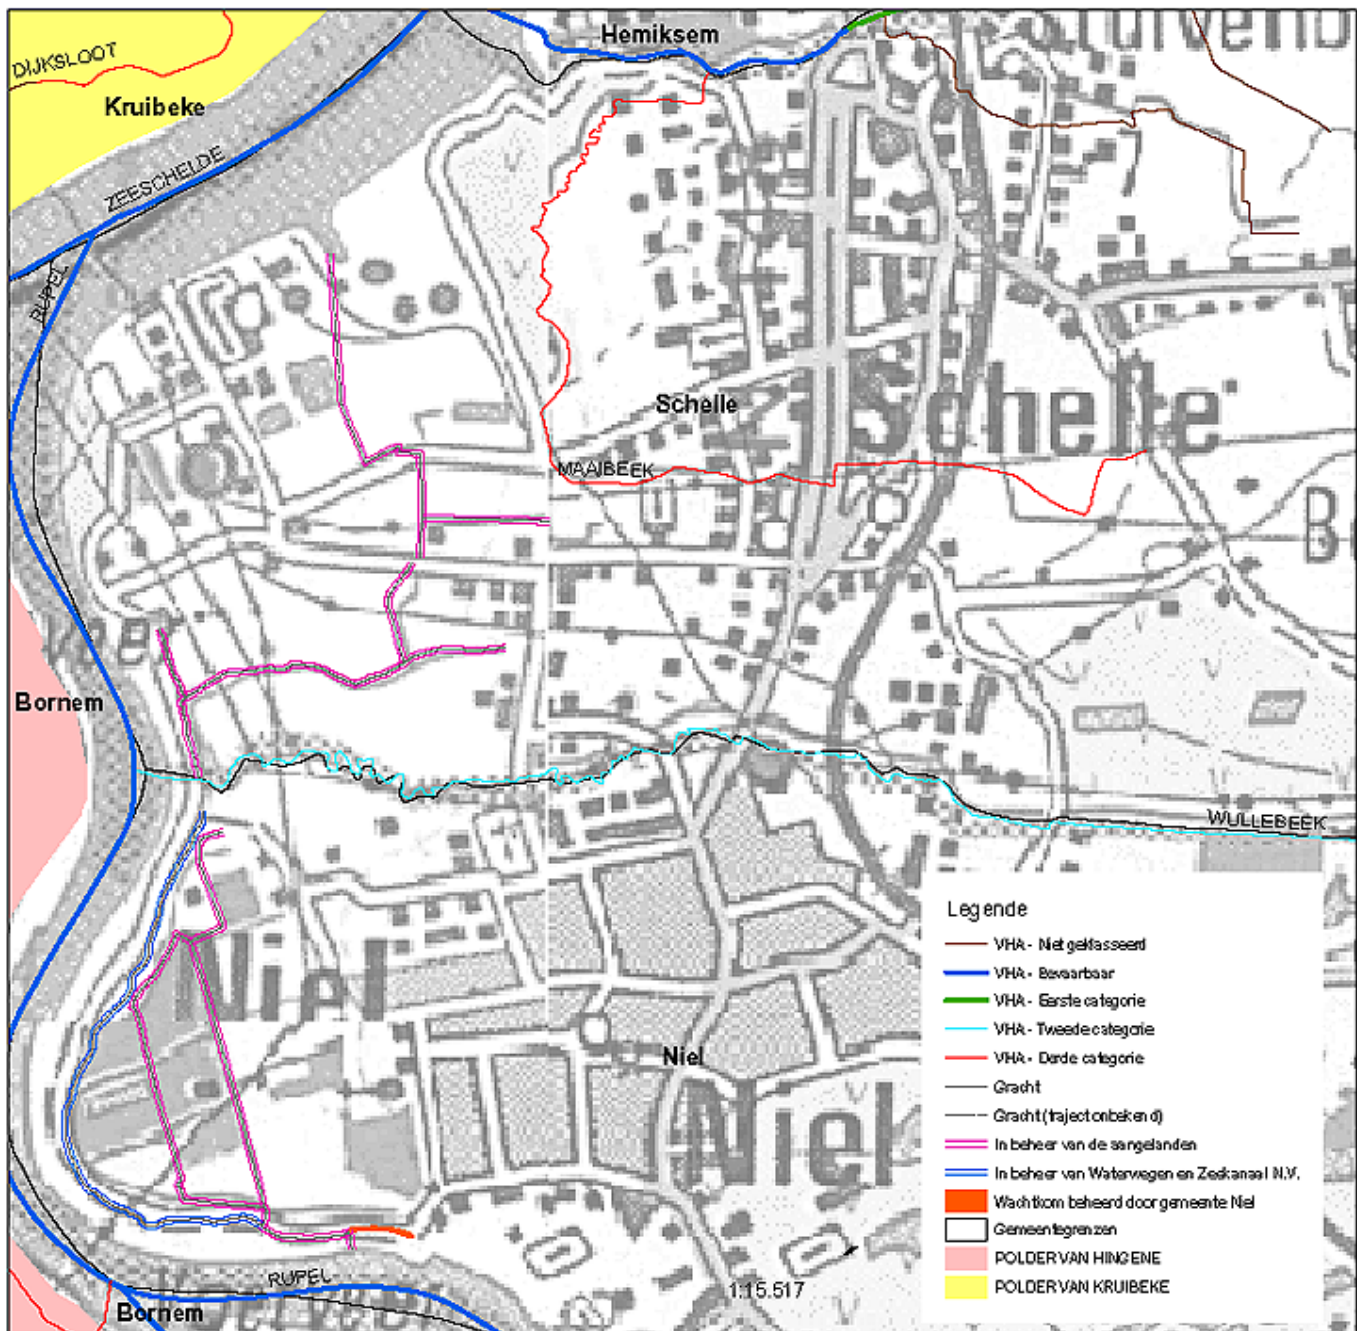 Hemiksem
DIJKSLOOT
Kruibeke
ZEESCHELDE
RUPEL
Schelle
Schelle
MAAIBEEK
B
Bornem
WULLEBEEK
Niel
Niel
Niel
RUPEL
Bornem
1:15.517
Legende
VHA - Niet geklasseerd
VHA - Bevaarbaar
VHA - Eerste categorie
VHA - Tweede categorie
VHA - Derde categorie
Gracht
Gracht (traject onbekend)
In beheer van de aangelanden
In beheer van Waterwegen en Zeekanaal N.V.
Wachtkom beheerd door gemeente Niel
Gemeentegrenzen
POLDER VAN HINGENE
POLDER VAN KRUIBEKE